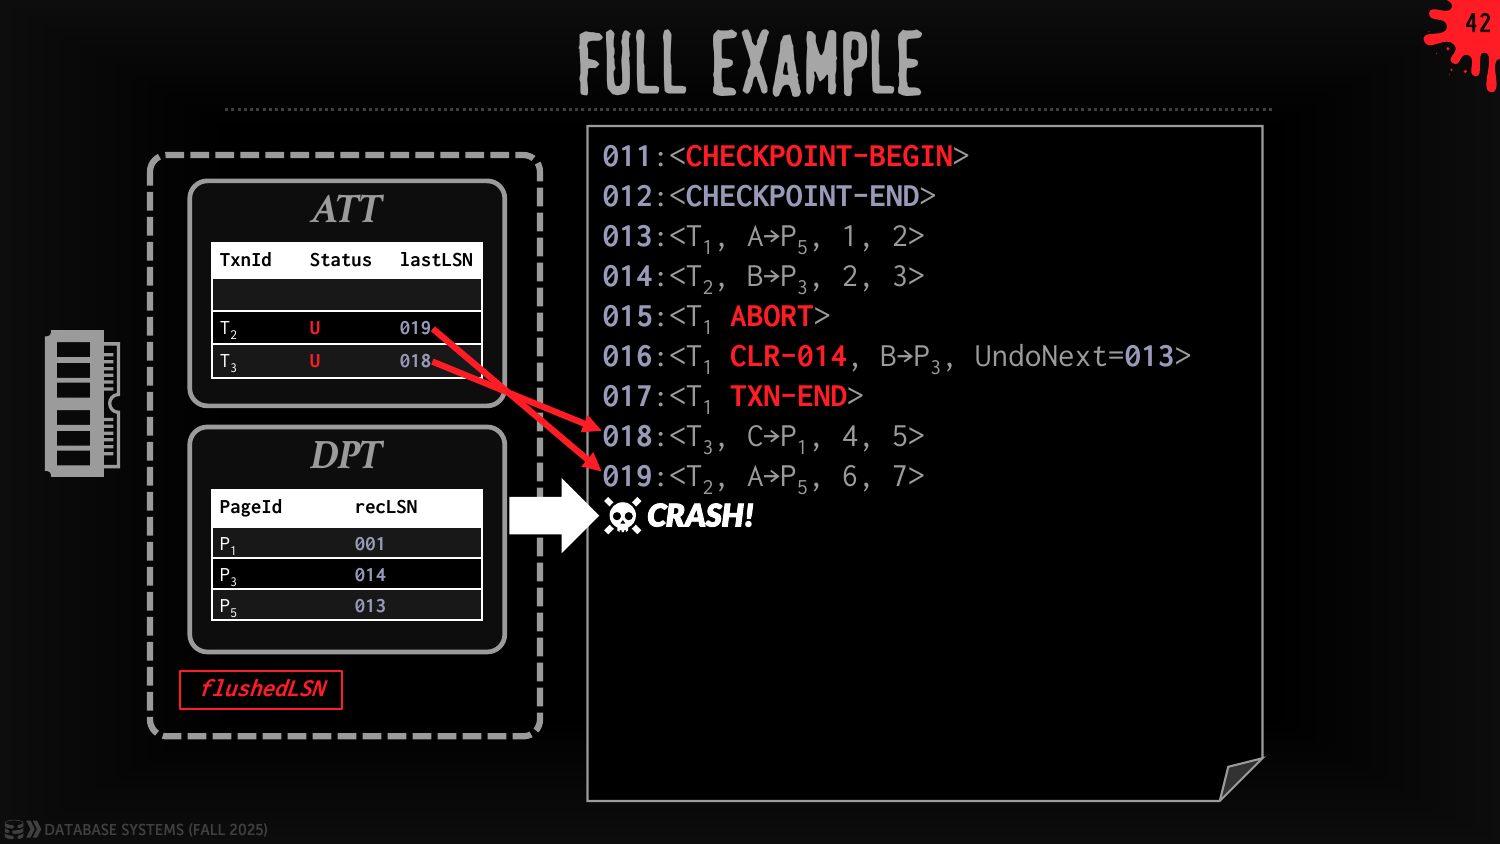 42
FULL EXAMPLE
ATT
TxnId Status lastLSN
T2 U 019
T3 U 018
DPT
PageId recLSN
P1 001
P3 014
P5 013
flushedLSN
011:<CHECKPOINT-BEGIN>
012:<CHECKPOINT-END>
013:<T1, A→P5, 1, 2>
014:<T2, B→P3, 2, 3>
015:<T1 ABORT>
016:<T1 CLR-014, B→P3, UndoNext=013>
017:<T1 TXN-END>
018:<T3, C→P1, 4, 5>
019:<T2, A→P5, 6, 7>
CRASH!
DATABASE SYSTEMS (FALL 2025)